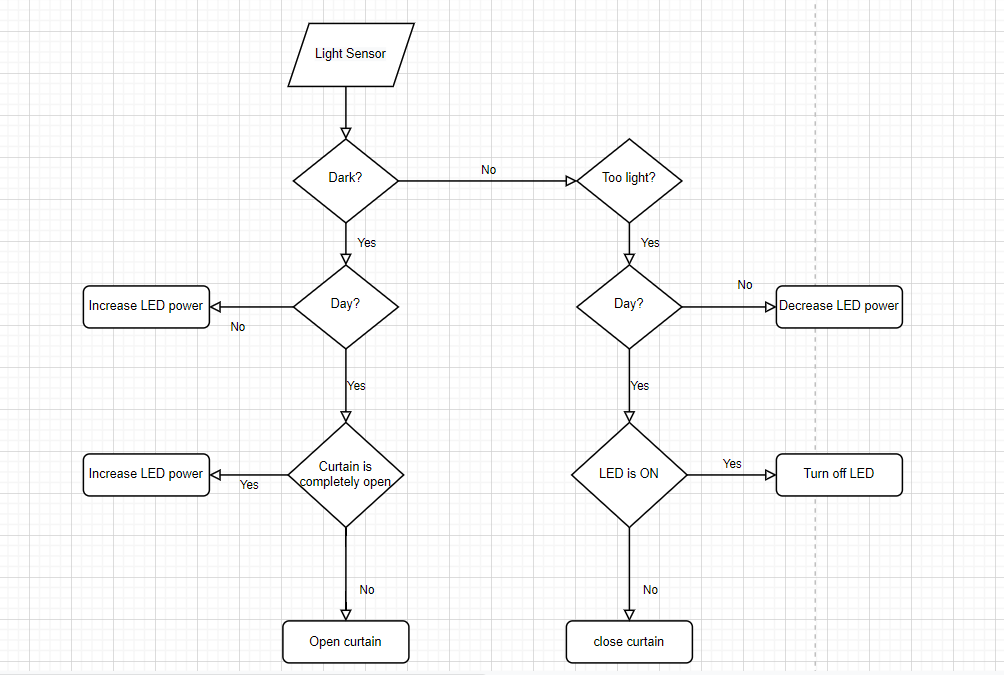 Light Sensor
Dark?
No
Too light?
Yes
Yes
Increase LED power
No
Day?
Day?
No
Decrease LED power
Yes
Yes
Increase LED power
Yes
Curtain is
completely open
LED is ON
Yes
Turn off LED
No
No
Open curtain
close curtain